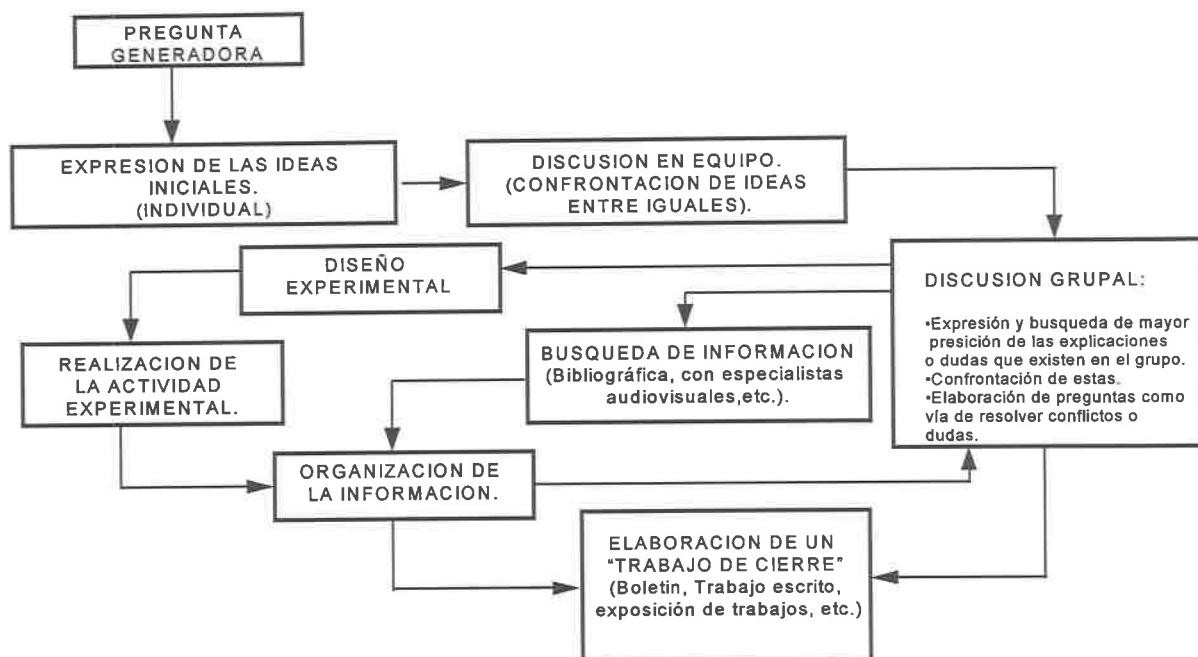 PREGUNTA
GENERADORA
EXPRESION DE LAS IDEAS
INICIALES.
(INDIVIDUAL)
DISCUSION EN EQUIPO.
(CONFRONTACION DE IDEAS
ENTRE IGUALES).
DISEÑO
EXPERIMENTAL
DISCUSION GRUPAL:
•Expresión y busqueda de mayor
presición de las explicaciones
o dudas que existen en el grupo.
•Confrontación de estas.
•Elaboración de preguntas como
vía de resolver conflictos o
dudas.
REALIZACION DE
LA ACTIVIDAD
EXPERIMENTAL.
BUSQUEDA DE INFORMACION
(Bibliográfica, con especialistas
audiovisuales,etc.).
ORGANIZACION DE
LA INFORMACION.
ELABORACION DE UN
“TRABAJO DE CIERRE”
(Boletin, Trabajo escrito,
exposición de trabajos, etc.)